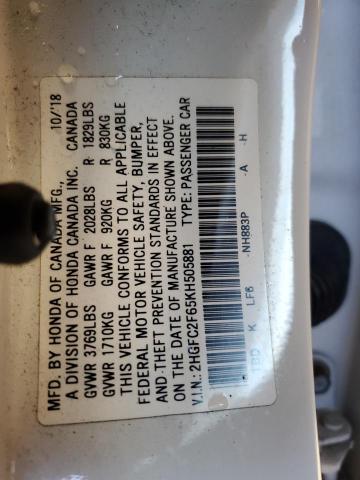 MFD. BY HONDA OF CANADA MFG., 10/'18
A DIVISION OF HONDA CANADA INC. CANADA
GVWR 3769LBS GAWR F 2028LBS R 1829LBS
GVWR 1710KG GAWR F 920KG R 830KG
THIS VEHICLE CONFORMS TO ALL APPLICABLE
FEDERAL MOTOR VEHICLE SAFETY, BUMPER,
AND THEFT PREVENTION STANDARDS IN EFFECT
ON THE DATE OF MANUFACTURE SHOWN ABOVE.
V.I.N.: 2HGFC2F65KH505881 TYPE: PASSENGER CAR
TBD K LF6 -NH883P -A -H